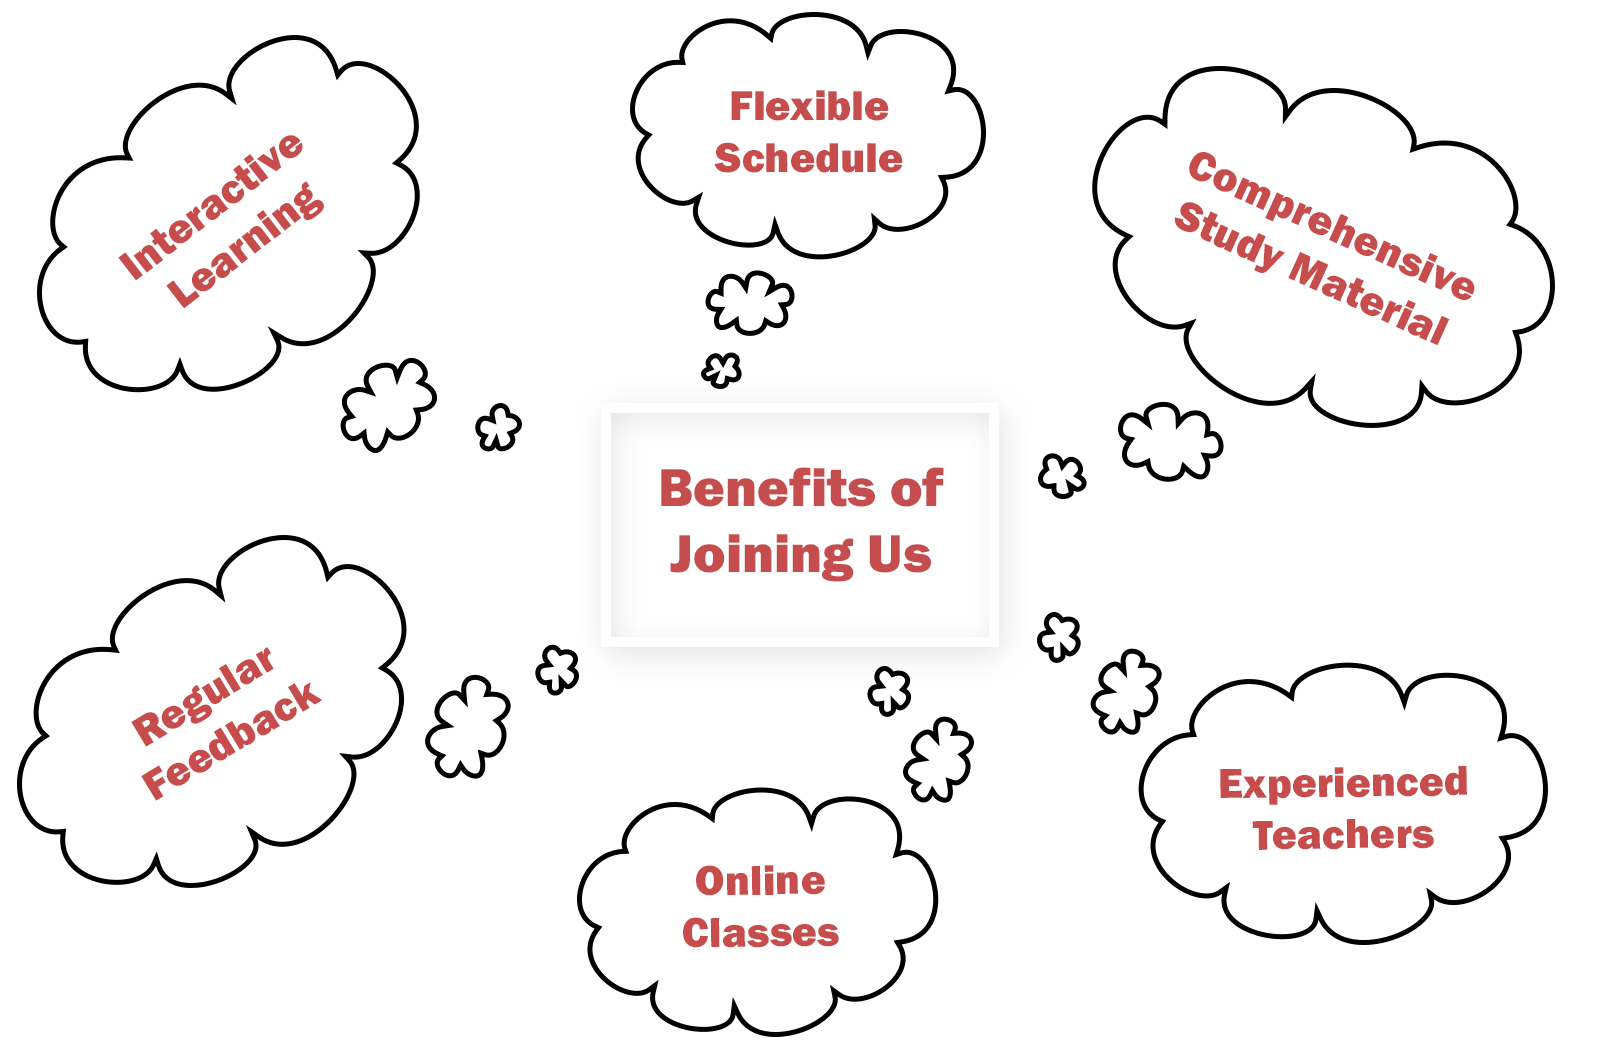 Interactive
Learning
Flexible
Schedule
Comprehensive
Study Material
Benefits of
Joining Us
Regular
Feedback
Online
Classes
Experienced
Teachers